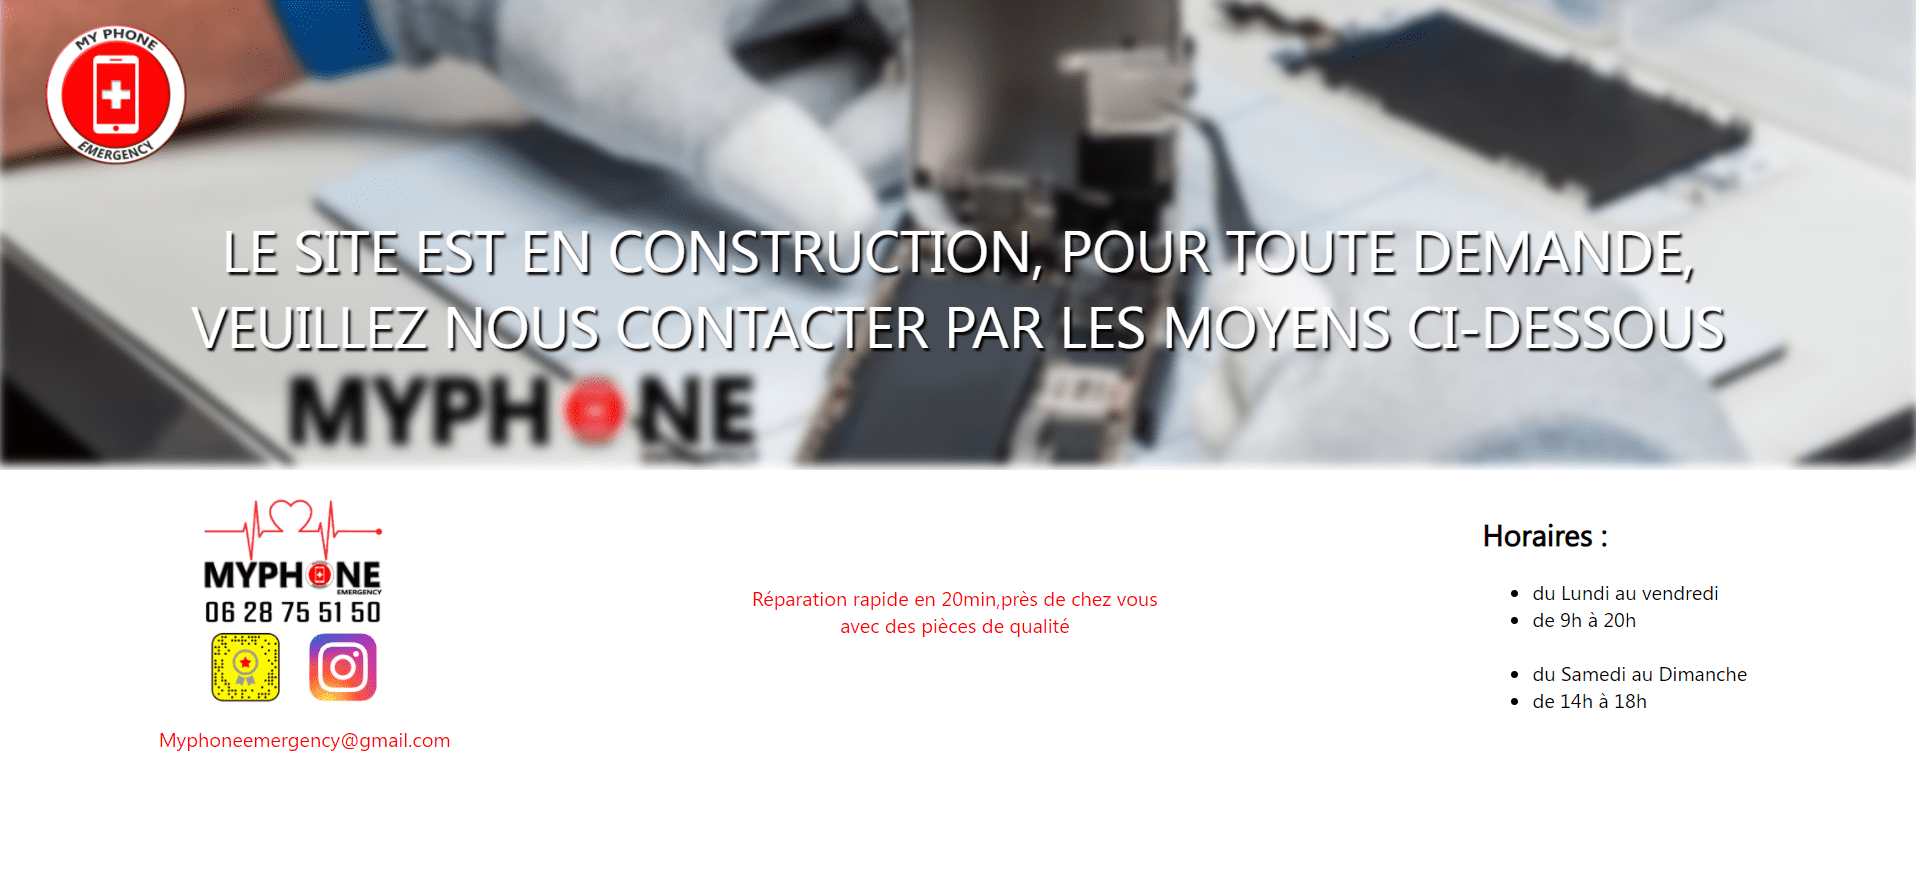 MY PHONE
EMERGENCY
LE SITE EST EN CONSTRUCTION, POUR TOUTE DEMANDE,
VEUILLEZ NOUS CONTACTER PAR LES MOYENS CI-DESSOUS
MYPHONE
MYPHONE
EMERGENCY
06 28 75 51 50
Myphoneemergency@gmail.com
Réparation rapide en 20min,près de chez vous
avec des pièces de qualité
Horaires :
du Lundi au vendredi
de 9h à 20h
du Samedi au Dimanche
de 14h à 18h